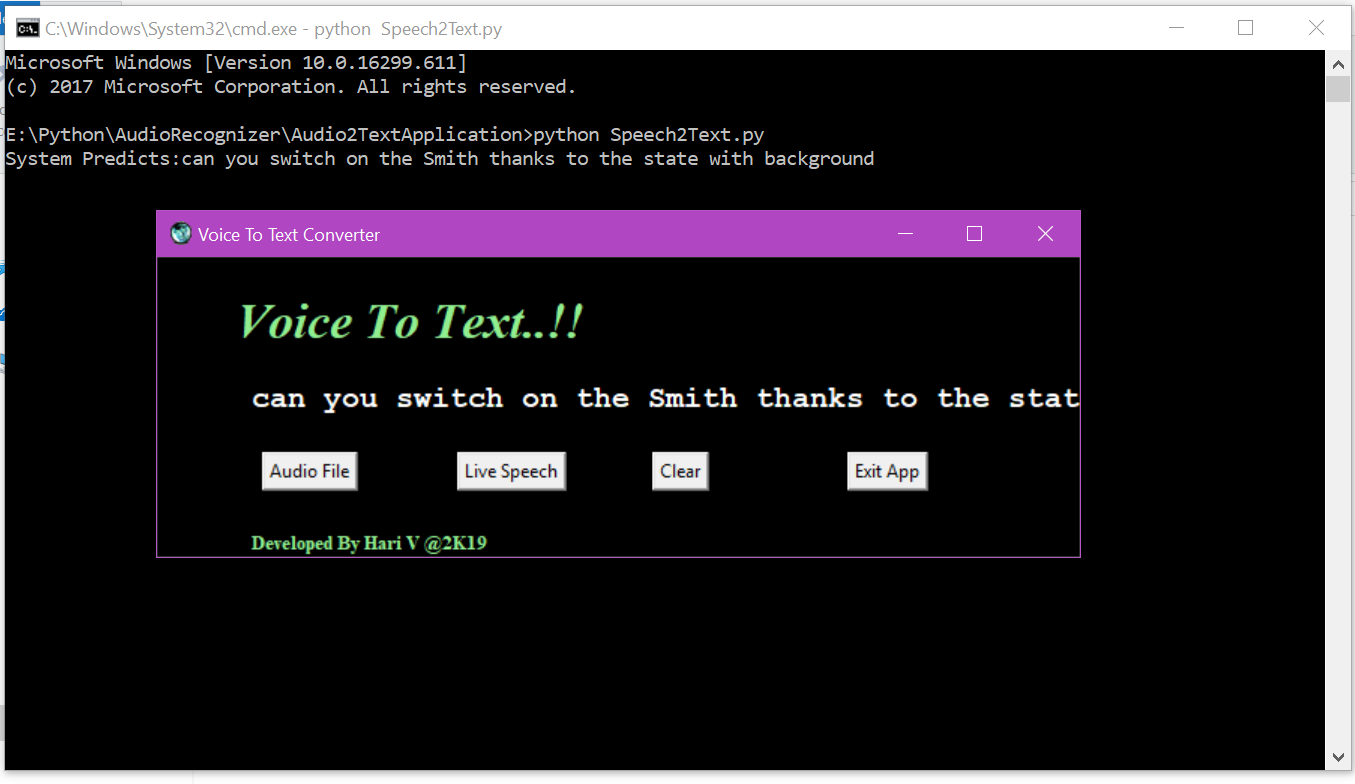 C:\Windows\System32\cmd.exe - python  Speech2Text.py
Microsoft Windows [Version 10.0.16299.611]
(c) 2017 Microsoft Corporation. All rights reserved.
E:\Python\AudioRecognizer\Audio2TextApplication>python Speech2Text.py
System Predicts:can you switch on the Smith thanks to the state with background
Voice To Text Converter
Voice To Text..!!
can you switch on the Smith thanks to the stat
Audio File Live Speech Clear Exit App
Developed By Hari V @2K19